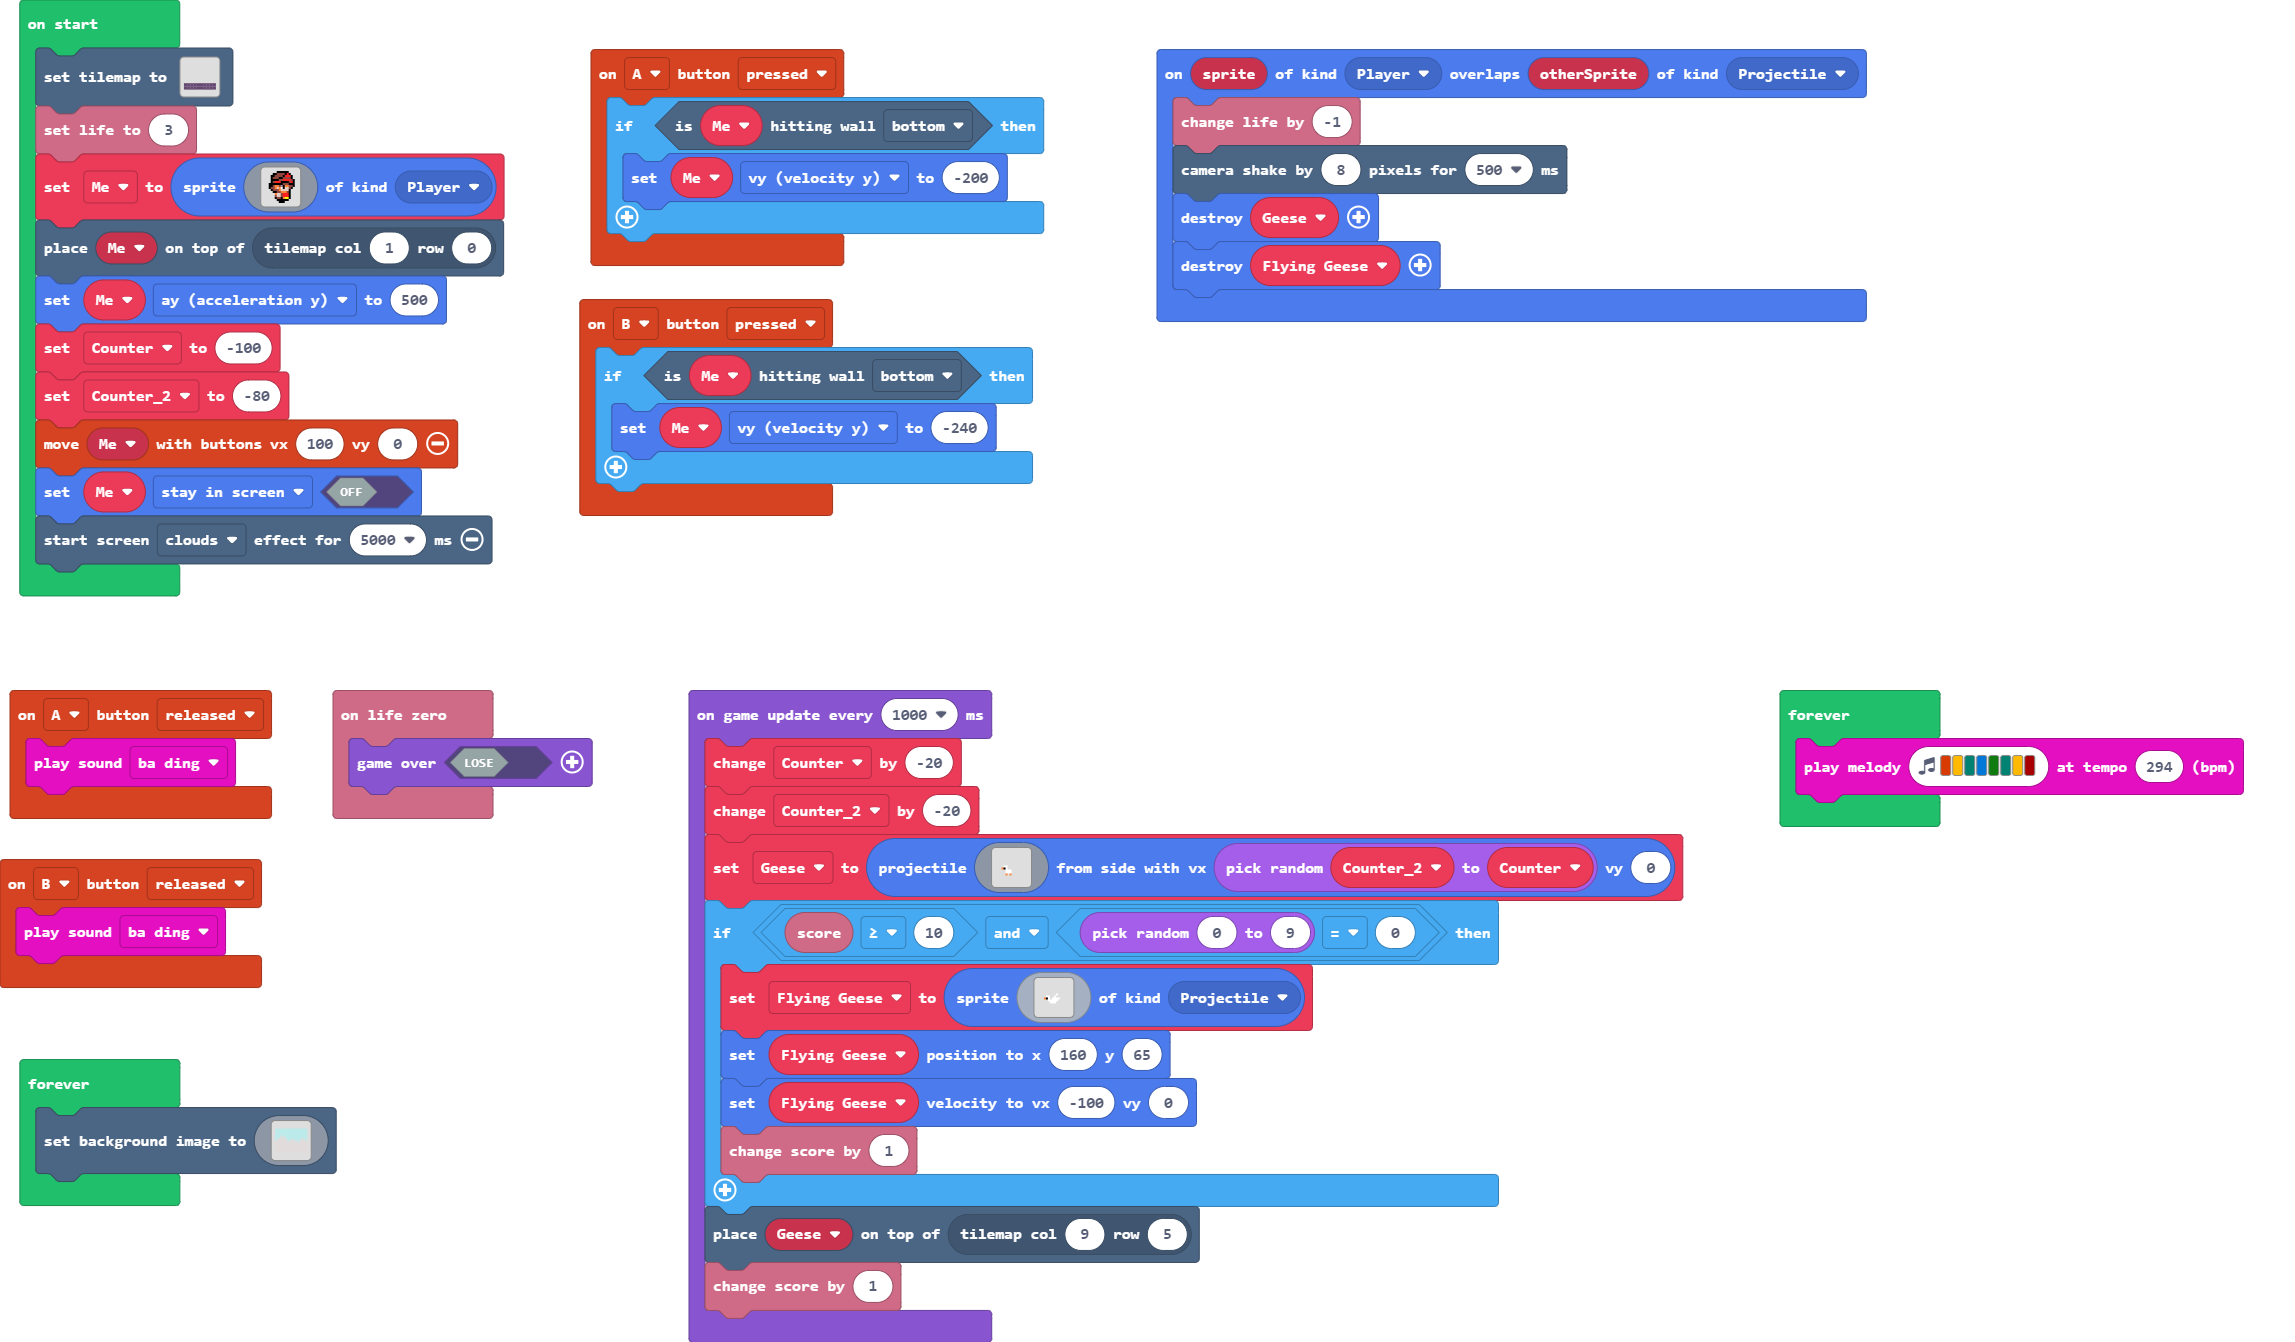 on start
set tilemap to
set life to 3
set Me to sprite of kind Player
place Me on top of tilemap col 1 row 0
set Me ay (acceleration y) to 500
set Counter to -100
set Counter_2 to -80
move Me with buttons vx 100 vy 0
set Me stay in screen OFF
start screen clouds effect for 5000 ms
on A button pressed
if is Me hitting wall bottom then
set Me vy (velocity y) to -200
on B button pressed
if is Me hitting wall bottom then
set Me vy (velocity y) to -240
on sprite of kind Player overlaps otherSprite of kind Projectile
change life by -1
camera shake by 8 pixels for 500 ms
destroy Geese
destroy Flying Geese
on A button released
play sound ba ding
on B button released
play sound ba ding
forever
set background image to
on life zero
game over LOSE
on game update every 1000 ms
change Counter by -20
change Counter_2 by -20
set Geese to projectile from side with vx pick random Counter_2 to Counter vy 0
if score ≥ 10 and pick random 0 to 9 = 0 then
set Flying Geese to sprite of kind Projectile
set Flying Geese position to x 160 y 65
set Flying Geese velocity to vx -100 vy 0
change score by 1
place Geese on top of tilemap col 9 row 5
change score by 1
forever
play melody at tempo 294 (bpm)